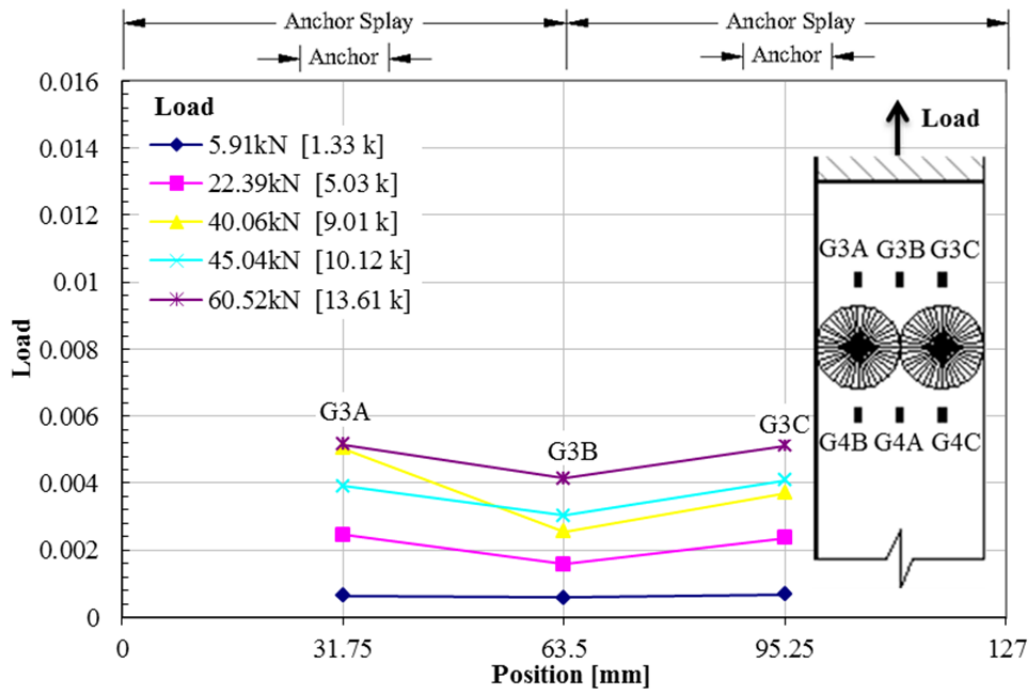 Anchor Splay Anchor Splay
Anchor Anchor
0.016
0.014
0.012
0.01
0.008
0.006
0.004
0.002
0
Load
Load
5.91kN [1.33 k]
22.39kN [5.03 k]
40.06kN [9.01 k]
45.04kN [10.12 k]
60.52kN [13.61 k]
G3A
G3B
G3C
Load
G3A G3B G3C
G4B G4A G4C
0 31.75 63.5 95.25 127
Position [mm]